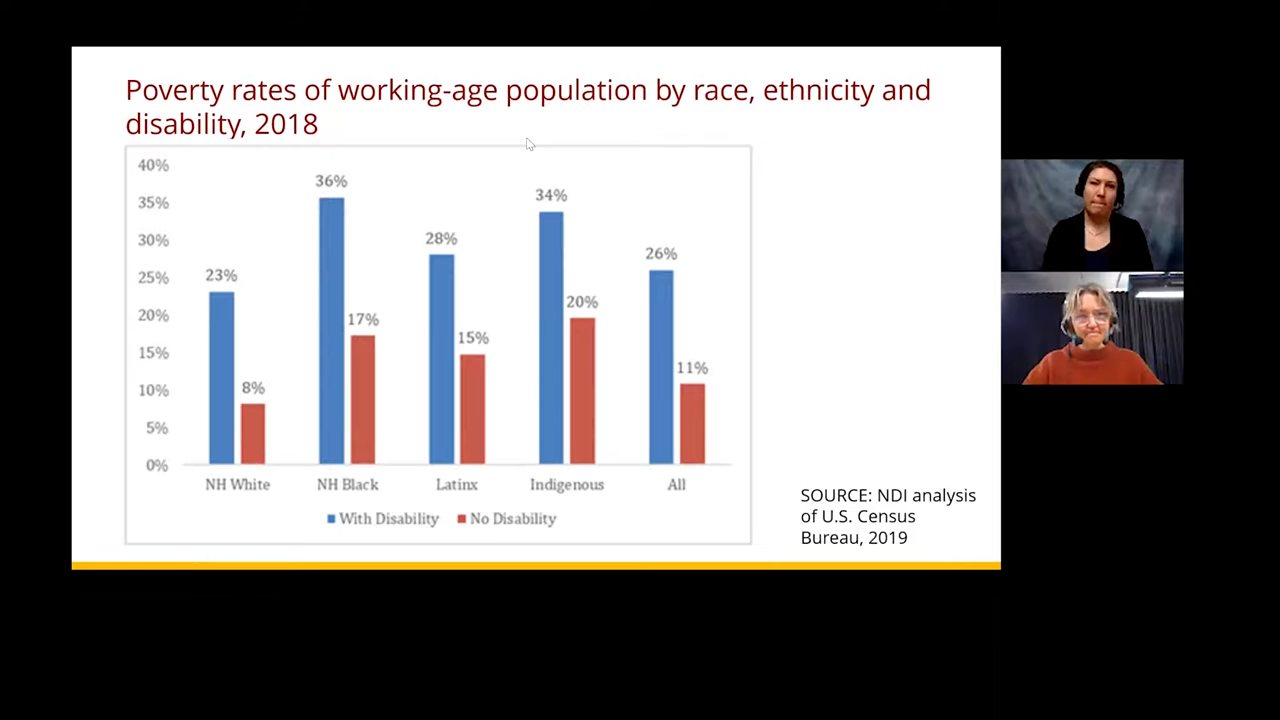 Poverty rates of working-age population by race, ethnicity and
disability, 2018
40%
35%
30%
25%
20%
15%
10%
5%
0%
23%
8%
36%
17%
28%
15%
34%
20%
26%
11%
NH White
NH Black
Latinx
Indigenous
All
With Disability
No Disability
SOURCE: NDI analysis
of U.S. Census
Bureau, 2019